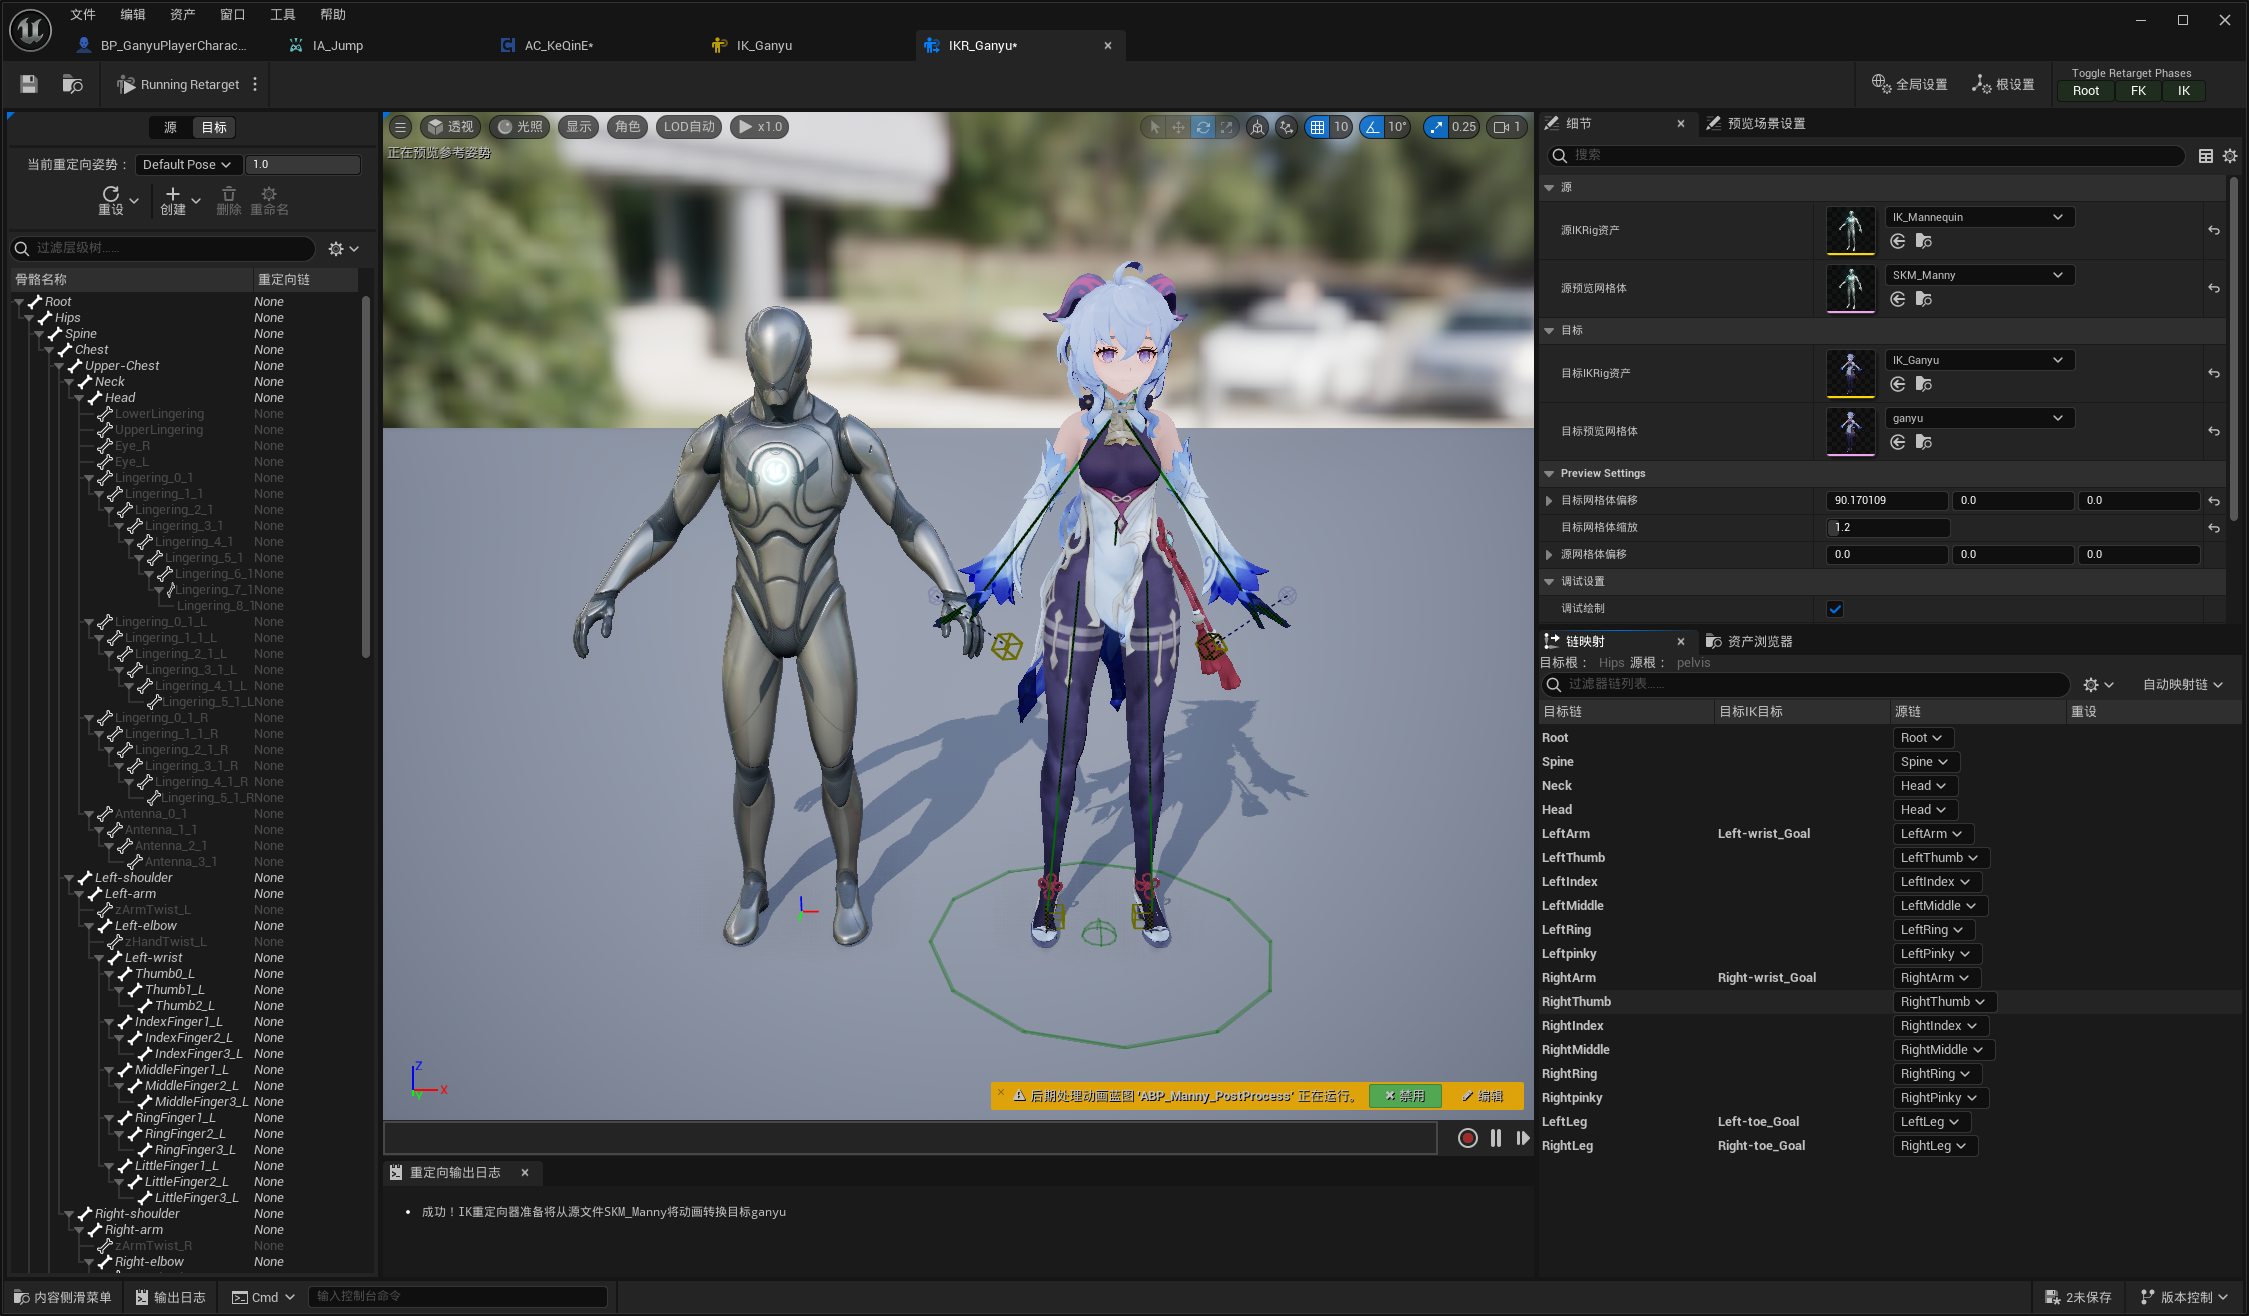 文件 编辑 资产 窗口 工具 帮助
BP_GanyuPlayerCharac... IA_Jump AC_KeQinE* IK_Ganyu IKR_Ganyu*
Running Retarget 全局设置 根设置 Toggle Retarget Phases
Root FK IK
源 目标
当前重定向姿势： Default Pose 1.0
重设 创建 删除 重命名
过滤层级树......
骨骼名称 重定向链
Root None
Hips None
Spine None
Chest None
Upper-Chest None
Neck None
Head None
LowerLingering None
UpperLingering None
Eye_R None
Eye_L None
Lingering_0_1 None
Lingering_1_1 None
Lingering_2_1 None
Lingering_3_1 None
Lingering_4_1 None
Lingering_5_1 None
Lingering_6_1 None
Lingering_7_1 None
Lingering_8_1 None
Lingering_0_1_L None
Lingering_1_1_L None
Lingering_2_1_L None
Lingering_3_1_L None
Lingering_4_1_L None
Lingering_5_1_L None
Lingering_0_1_R None
Lingering_1_1_R None
Lingering_2_1_R None
Lingering_3_1_R None
Lingering_4_1_R None
Lingering_5_1_R None
Antenna_0_1 None
Antenna_1_1 None
Antenna_2_1 None
Antenna_3_1 None
Left-shoulder None
Left-arm None
zArmTwist_L None
Left-elbow None
zHandTwist_L None
Left-wrist None
Thumb0_L None
Thumb1_L None
Thumb2_L None
IndexFinger1_L None
IndexFinger2_L None
IndexFinger3_L None
MiddleFinger1_L None
MiddleFinger2_L None
MiddleFinger3_L None
RingFinger1_L None
RingFinger2_L None
RingFinger3_L None
LittleFinger1_L None
LittleFinger2_L None
LittleFinger3_L None
Right-shoulder None
Right-arm None
zArmTwist_R None
Right-elbow None
透视 光照 显示 角色 LOD自动 x1.0 10 10° 0.25 1
正在预览参考姿势
Z
X
Y
后期处理动画蓝图 'ABP_Manny_PostProcess' 正在运行。 禁用 编辑
重定向输出日志
• 成功！IK重定向器准备将从源文件SKM_Manny将动画转换目标ganyu
细节 预览场景设置
搜索
源
源IKRig资产 IK_Mannequin
源预览网格体 SKM_Manny
目标
目标IKRig资产 IK_Ganyu
目标预览网格体 ganyu
Preview Settings
目标网格体偏移 90.170109 0.0 0.0
目标网格体缩放 1.2
源网格体偏移 0.0 0.0 0.0
调试设置
调试绘制
链映射 资产浏览器
目标根： Hips 源根： pelvis
过滤器链列表...... 自动映射链
目标链 目标IK目标 源链 重设
Root Root
Spine Spine
Neck Head
Head Head
LeftArm Left-wrist_Goal LeftArm
LeftThumb LeftThumb
LeftIndex LeftIndex
LeftMiddle LeftMiddle
LeftRing LeftRing
Leftpinky LeftPinky
RightArm Right-wrist_Goal RightArm
RightThumb RightThumb
RightIndex RightIndex
RightMiddle RightMiddle
RightRing RightRing
Rightpinky RightPinky
LeftLeg Left-toe_Goal LeftLeg
RightLeg Right-toe_Goal RightLeg
内容侧滑菜单 输出日志 Cmd 输入控制台命令 2未保存 版本控制